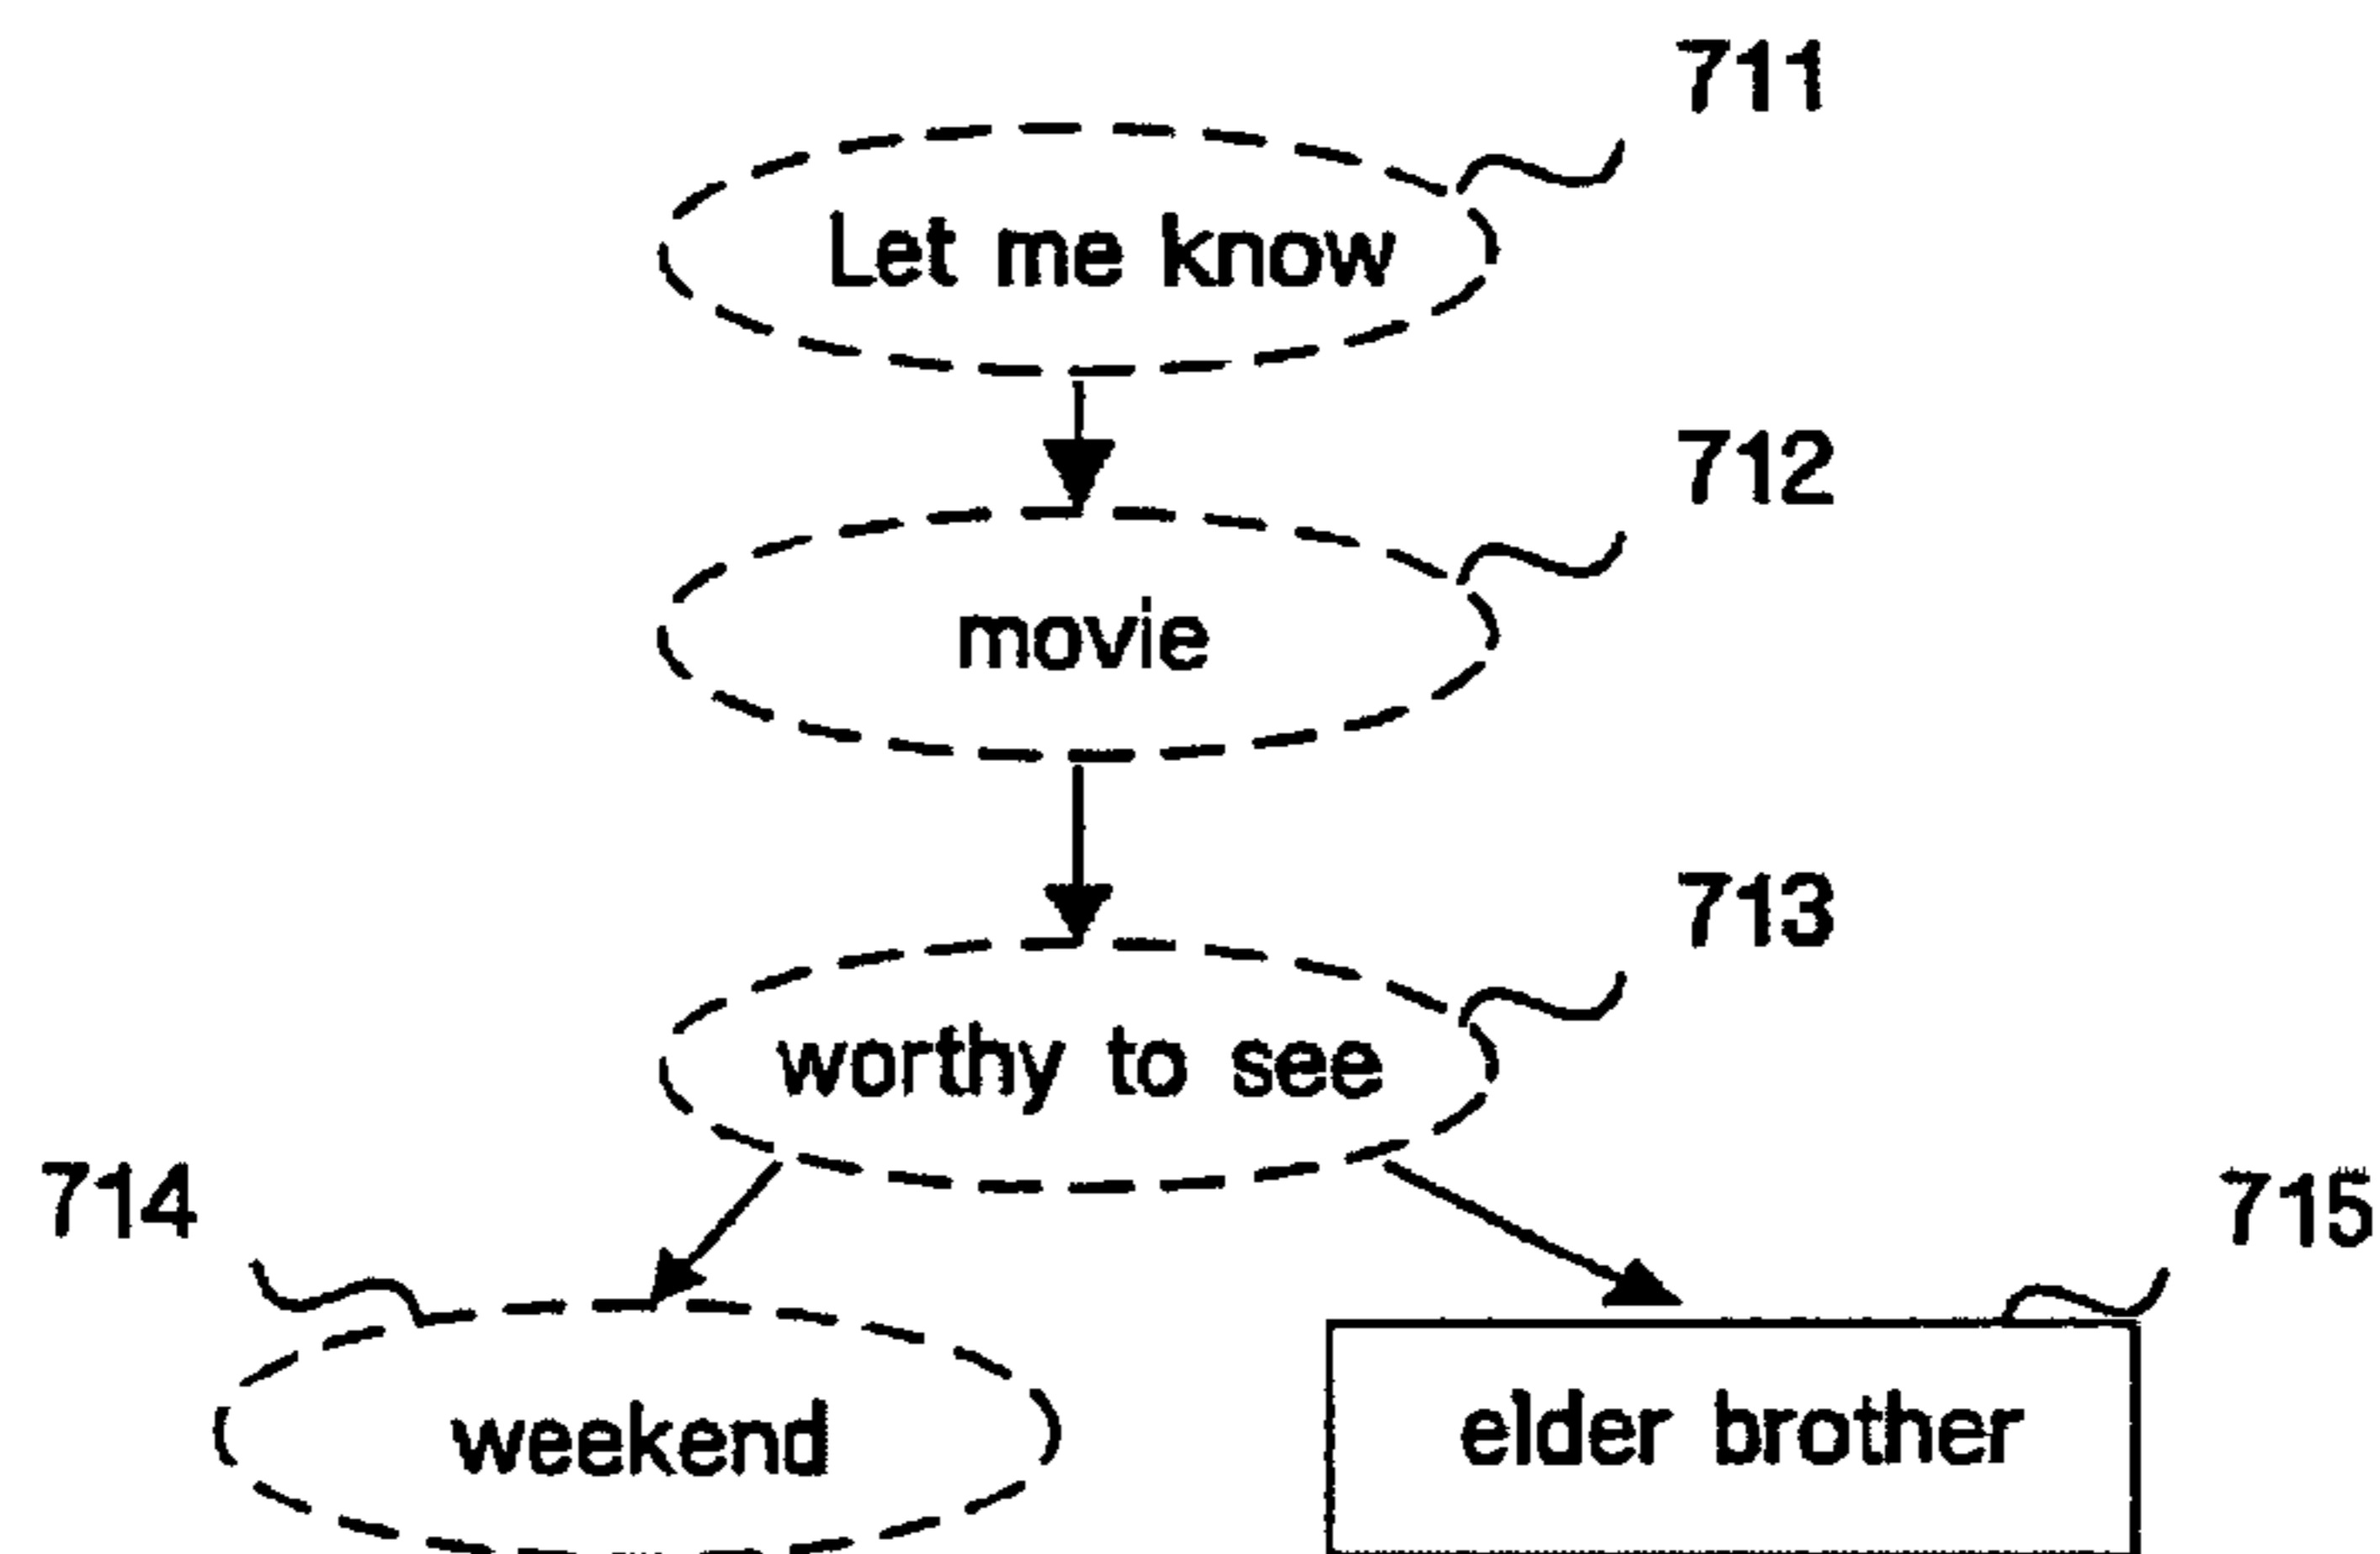 711
Let me know
712
movie
713
worthy to see
714
715
weekend
elder brother